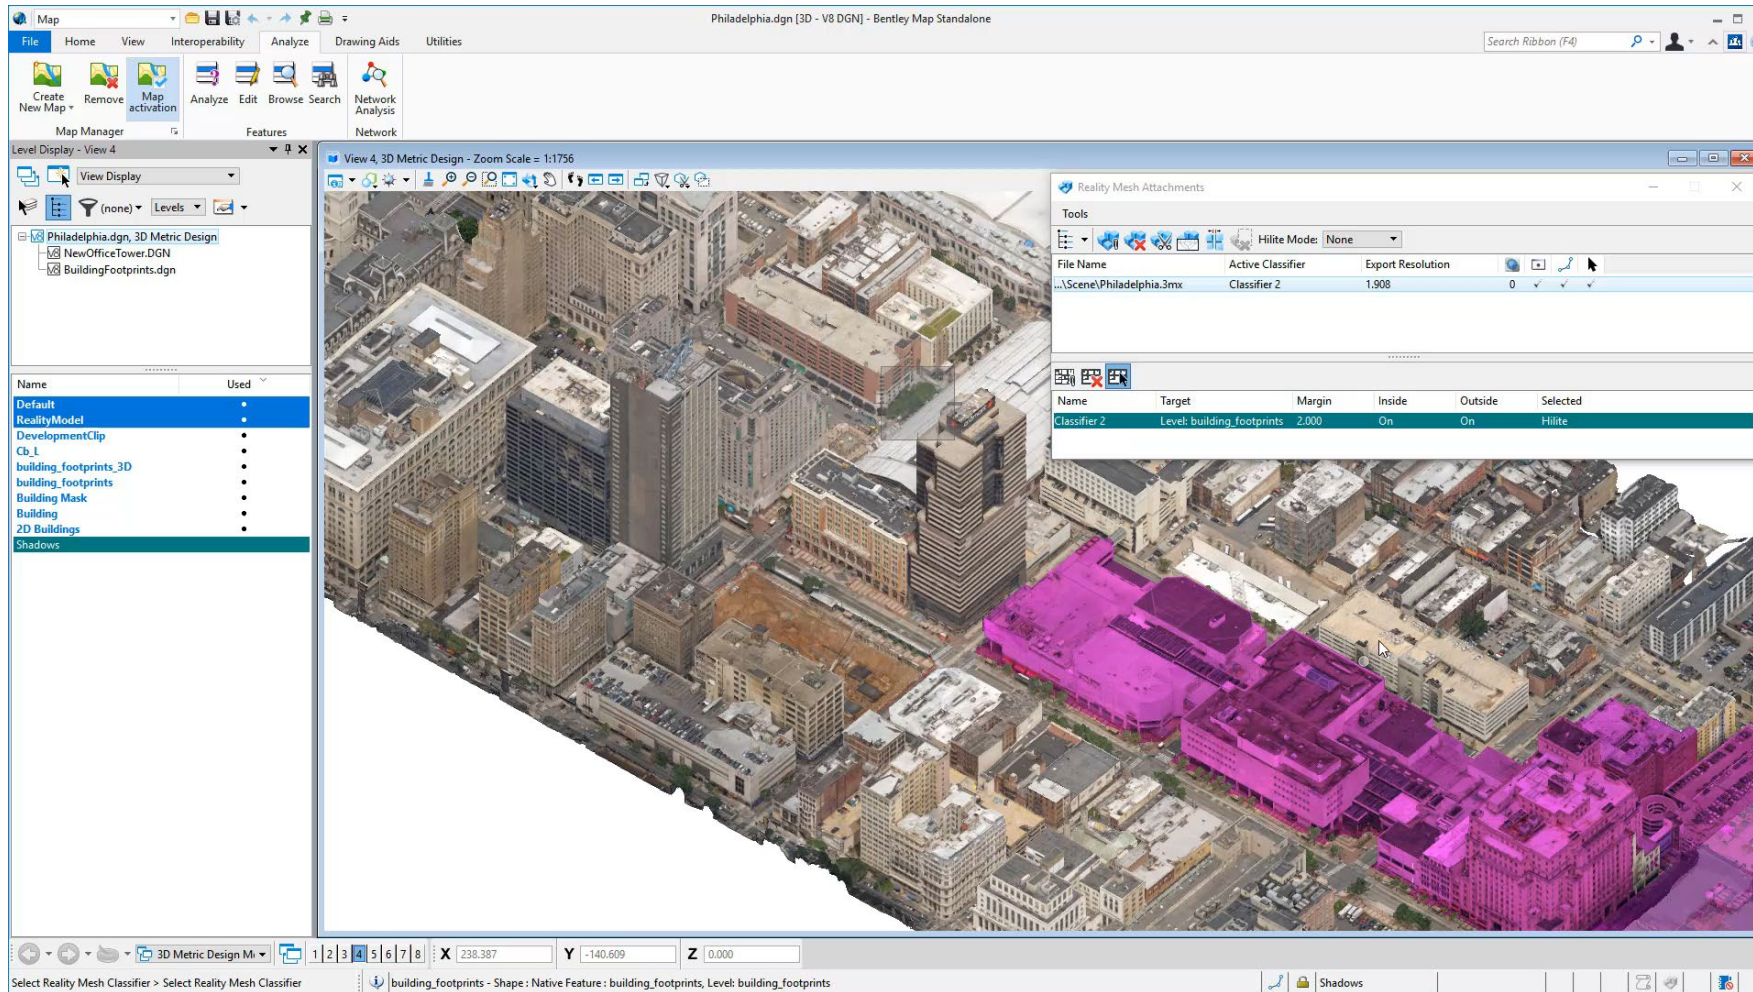 Map
Philadelphia.dgn [3D - V8 DGN] - Bentley Map Standalone
File Home View Interoperability Analyze Drawing Aids Utilities
Search Ribbon (F4)
Create New Map
Remove
Map activation
Analyze Edit Browse Search
Network Analysis
Map Manager Features Network
Level Display - View 4
View Display
(none) Levels
Philadelphia.dgn, 3D Metric Design
NewOfficeTower.DGN
BuildingFootprints.dgn
Name Used
Default
RealityModel
DevelopmentClip
Cb_L
building_footprints_3D
building_footprints
Building Mask
Building
2D Buildings
Shadows
View 4, 3D Metric Design - Zoom Scale = 1:1756
Reality Mesh Attachments
Tools
Hilite Mode: None
File Name Active Classifier Export Resolution
...\Scene\Philadelphia.3mx Classifier 2 1.908 0
Name Target Margin Inside Outside Selected
Classifier 2 Level: building_footprints 2.000 On On Hilite
3D Metric Design M
1 2 3 4 5 6 7 8
X 238.387 Y -140.609 Z 0.000
Select Reality Mesh Classifier > Select Reality Mesh Classifier
building_footprints - Shape : Native Feature : building_footprints, Level: building_footprints
Shadows